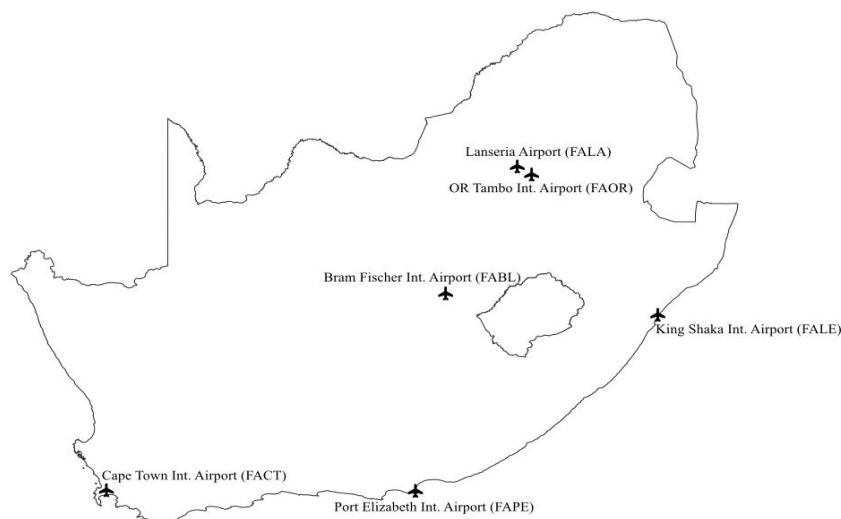 Lanseria Airport (FALA)
OR Tambo Int. Airport (FAOR)
Bram Fischer Int. Airport (FABL)
King Shaka Int. Airport (FALE)
Cape Town Int. Airport (FACT)
Port Elizabeth Int. Airport (FAPE)